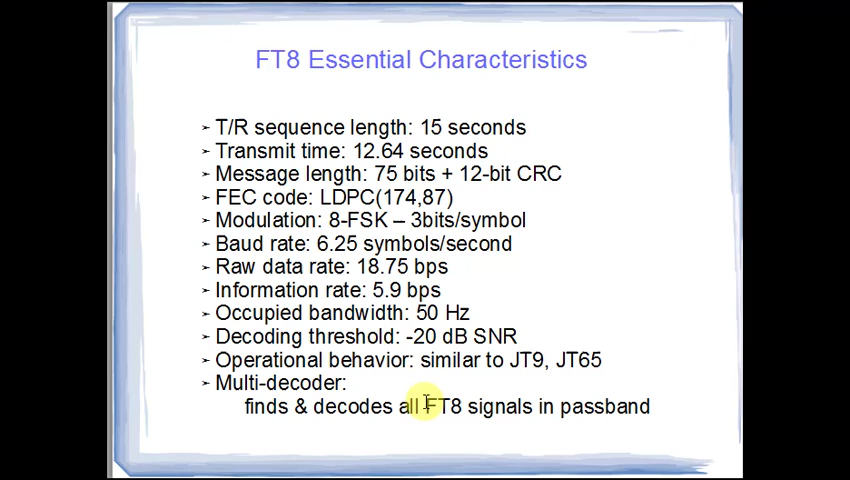 FT8 Essential Characteristics
➢ T/R sequence length: 15 seconds
➢ Transmit time: 12.64 seconds
➢ Message length: 75 bits + 12-bit CRC
➢ FEC code: LDPC(174,87)
➢ Modulation: 8-FSK – 3bits/symbol
➢ Baud rate: 6.25 symbols/second
➢ Raw data rate: 18.75 bps
➢ Information rate: 5.9 bps
➢ Occupied bandwidth: 50 Hz
➢ Decoding threshold: -20 dB SNR
➢ Operational behavior: similar to JT9, JT65
➢ Multi-decoder:
finds & decodes all FT8 signals in passband